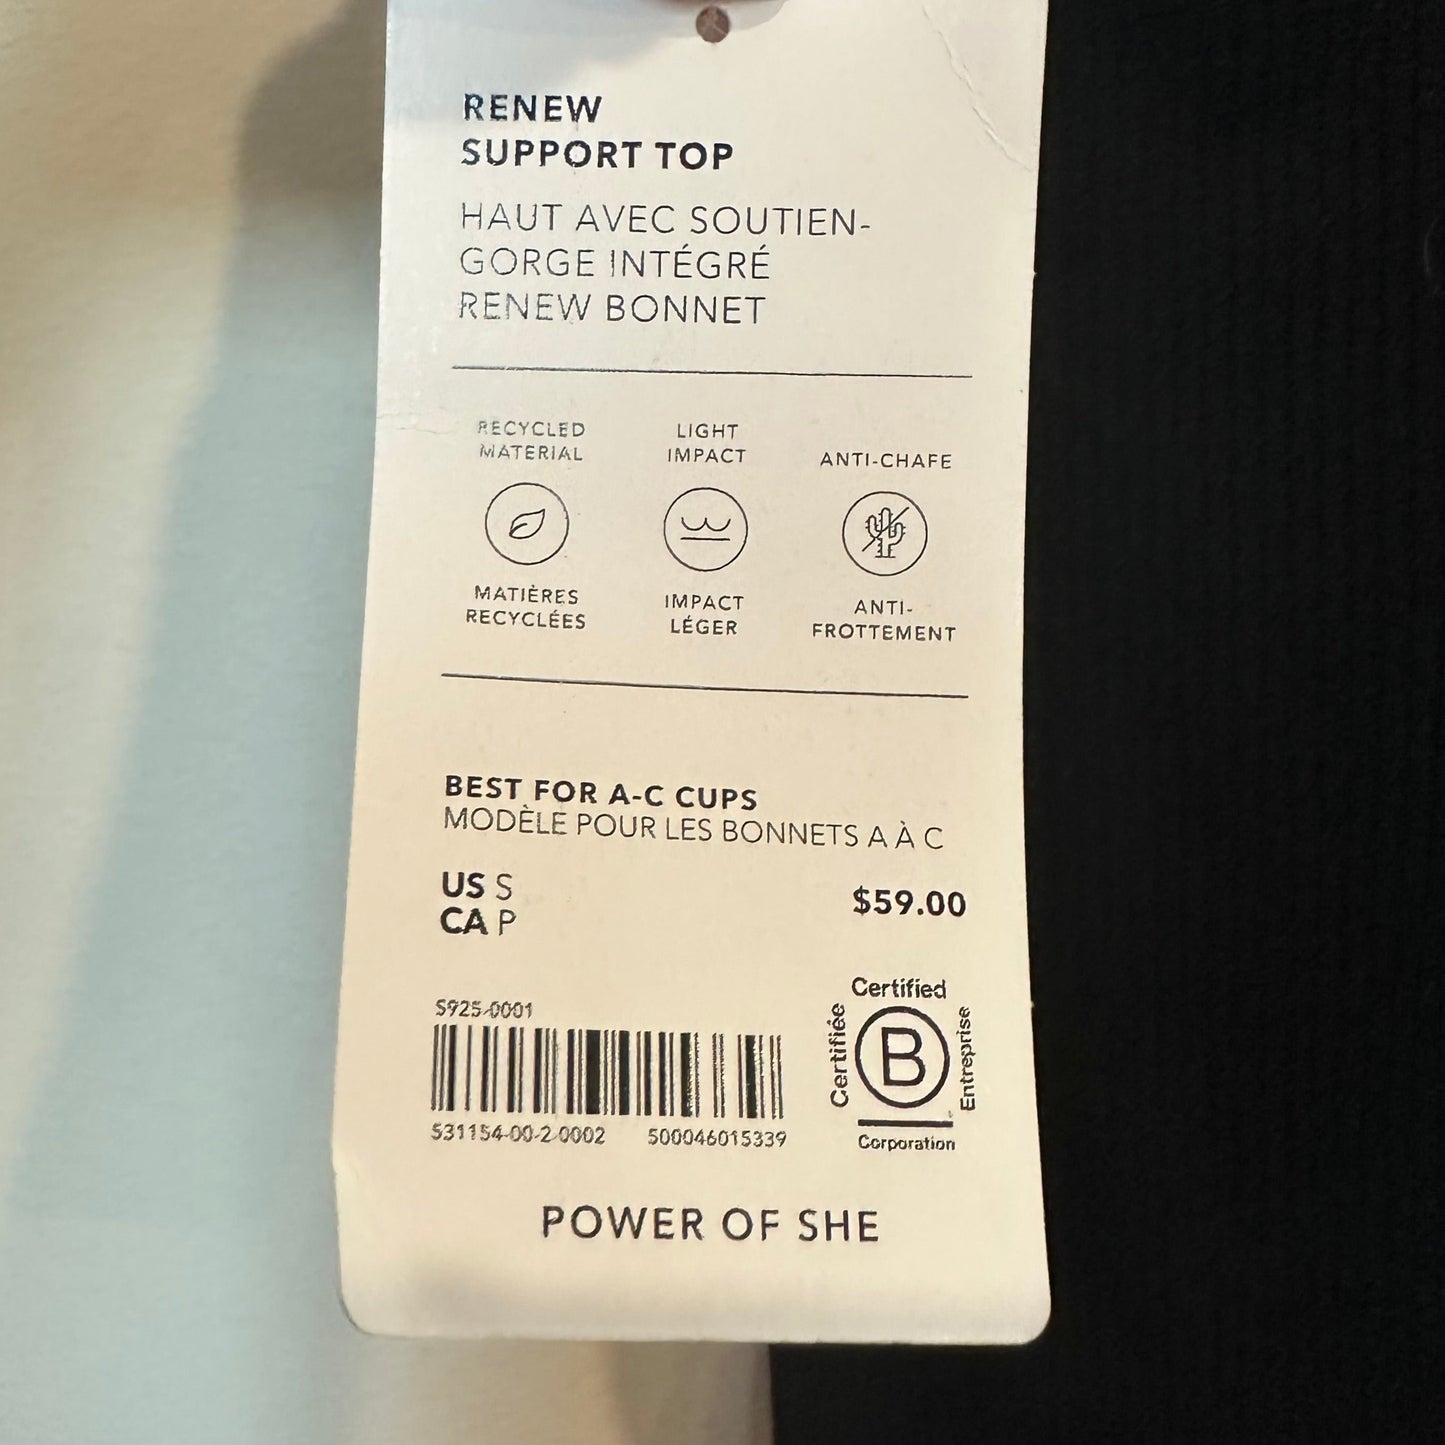 RENEW
SUPPORT TOP
HAUT AVEC SOUTIEN-
GORGE INTÉGRÉ
RENEW BONNET
RECYCLED
MATERIAL
MATIÈRES
RECYCLÉES
LIGHT
IMPACT
IMPACT
LÉGER
ANTI-CHAFE
ANTI-
FROTTEMENT
BEST FOR A-C CUPS
MODÈLE POUR LES BONNETS A À C
US S
CA P
$59.00
S925-0001
531154-00-2-0002 500046015339
Certified
Certifiée
B
Entreprise
Corporation
POWER OF SHE